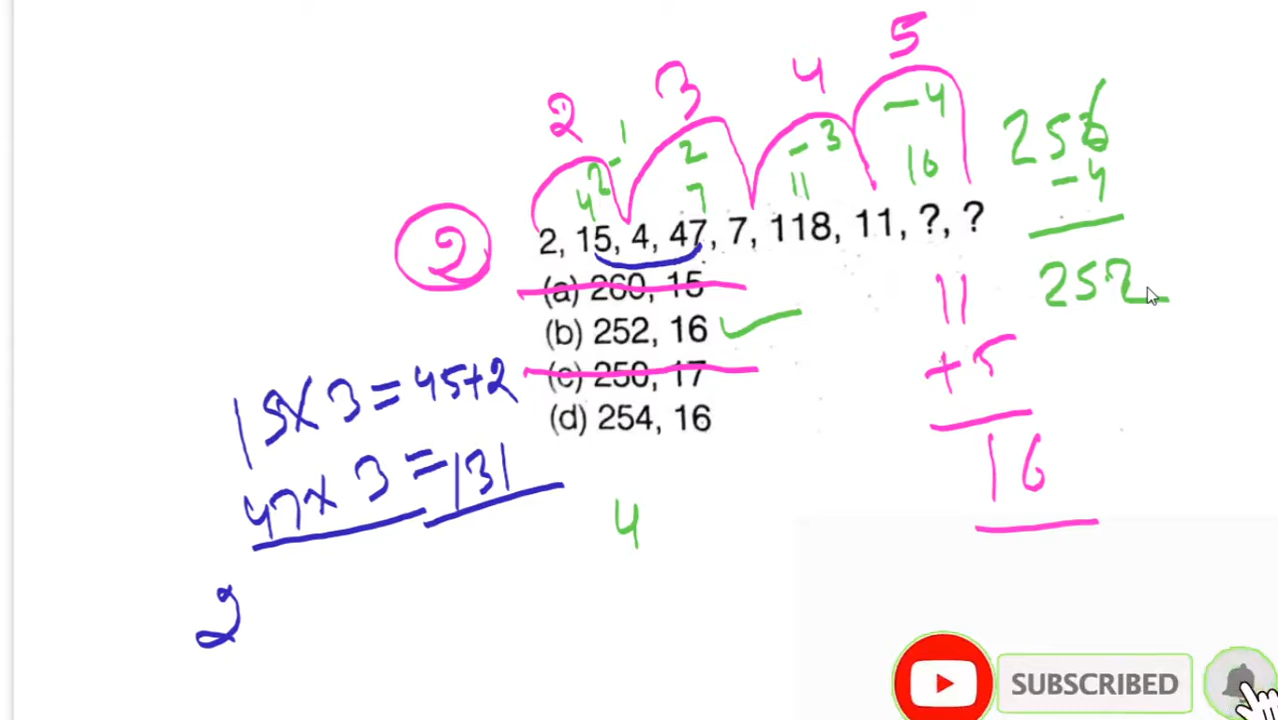 5
2 3 4 - 4
- 1 2 - 3 256
4² 7 11 16 - 4
2 2, 15, 4, 47, 7, 118, 11, ?, ?
(a) 260, 15 11 252
(b) 252, 16 + 5
(c) 250, 17 16
(d) 254, 16
15 × 3 = 45+2
47 × 3 = 131
4
2
SUBSCRIBED